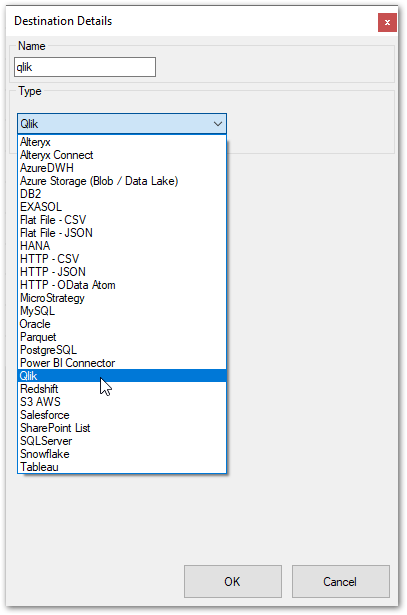 Destination Details
x
Name
qlik
Type
Qlik
Alteryx
Alteryx Connect
AzureDWH
Azure Storage (Blob / Data Lake)
DB2
EXASOL
Flat File - CSV
Flat File - JSON
HANA
HTTP - CSV
HTTP - JSON
HTTP - OData Atom
MicroStrategy
MySQL
Oracle
Parquet
PostgreSQL
Power BI Connector
Qlik
Redshift
S3 AWS
Salesforce
SharePoint List
SQLServer
Snowflake
Tableau
OK
Cancel